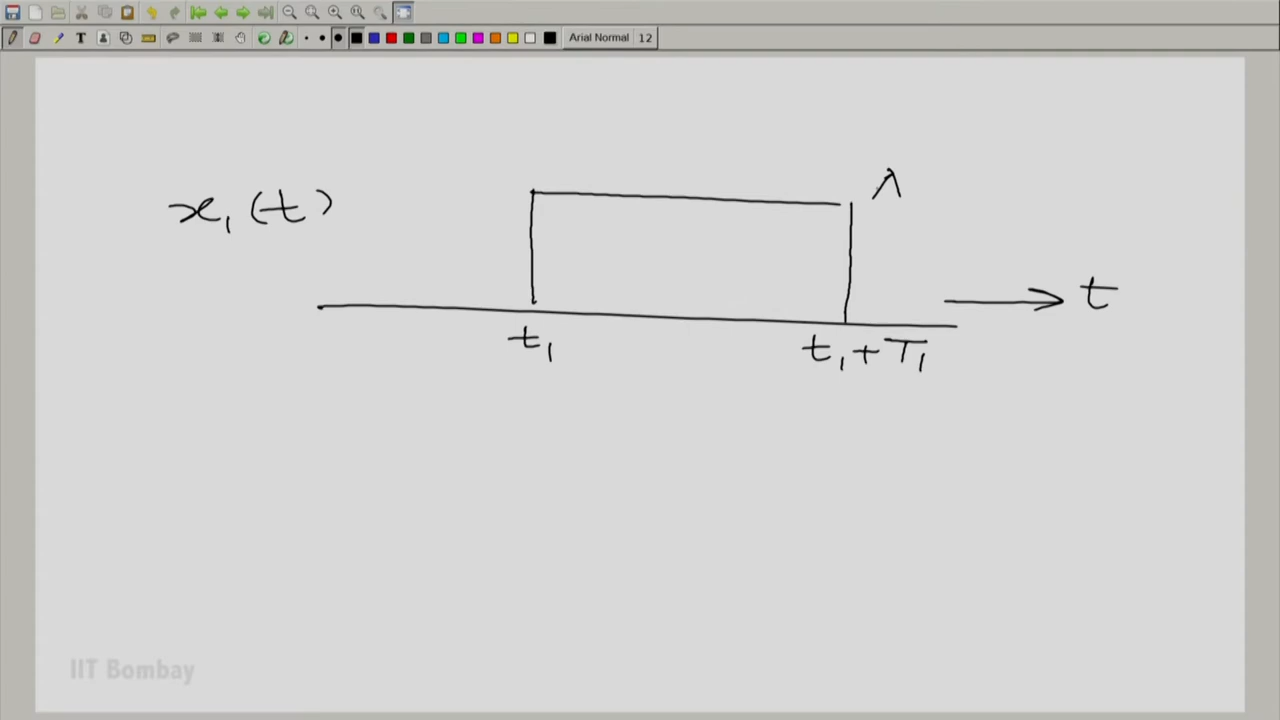 Arial Normal 12
x₁(t)
t
t₁
t₁ + T₁
IIT Bombay